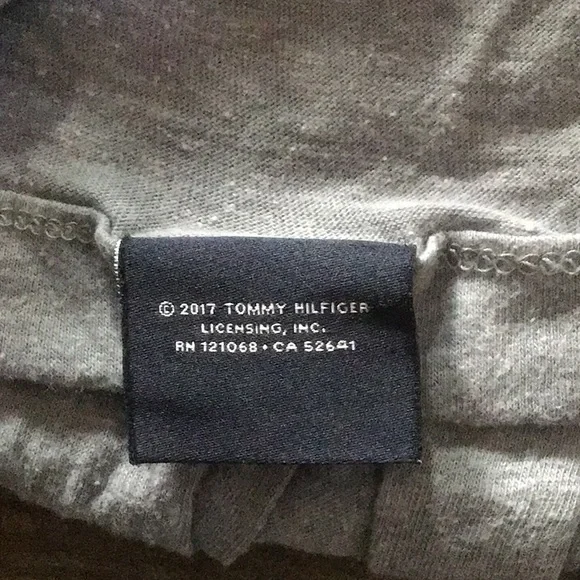 © 2017 TOMMY HILFIGER
LICENSING, INC.
RN 121068 • CA 52641